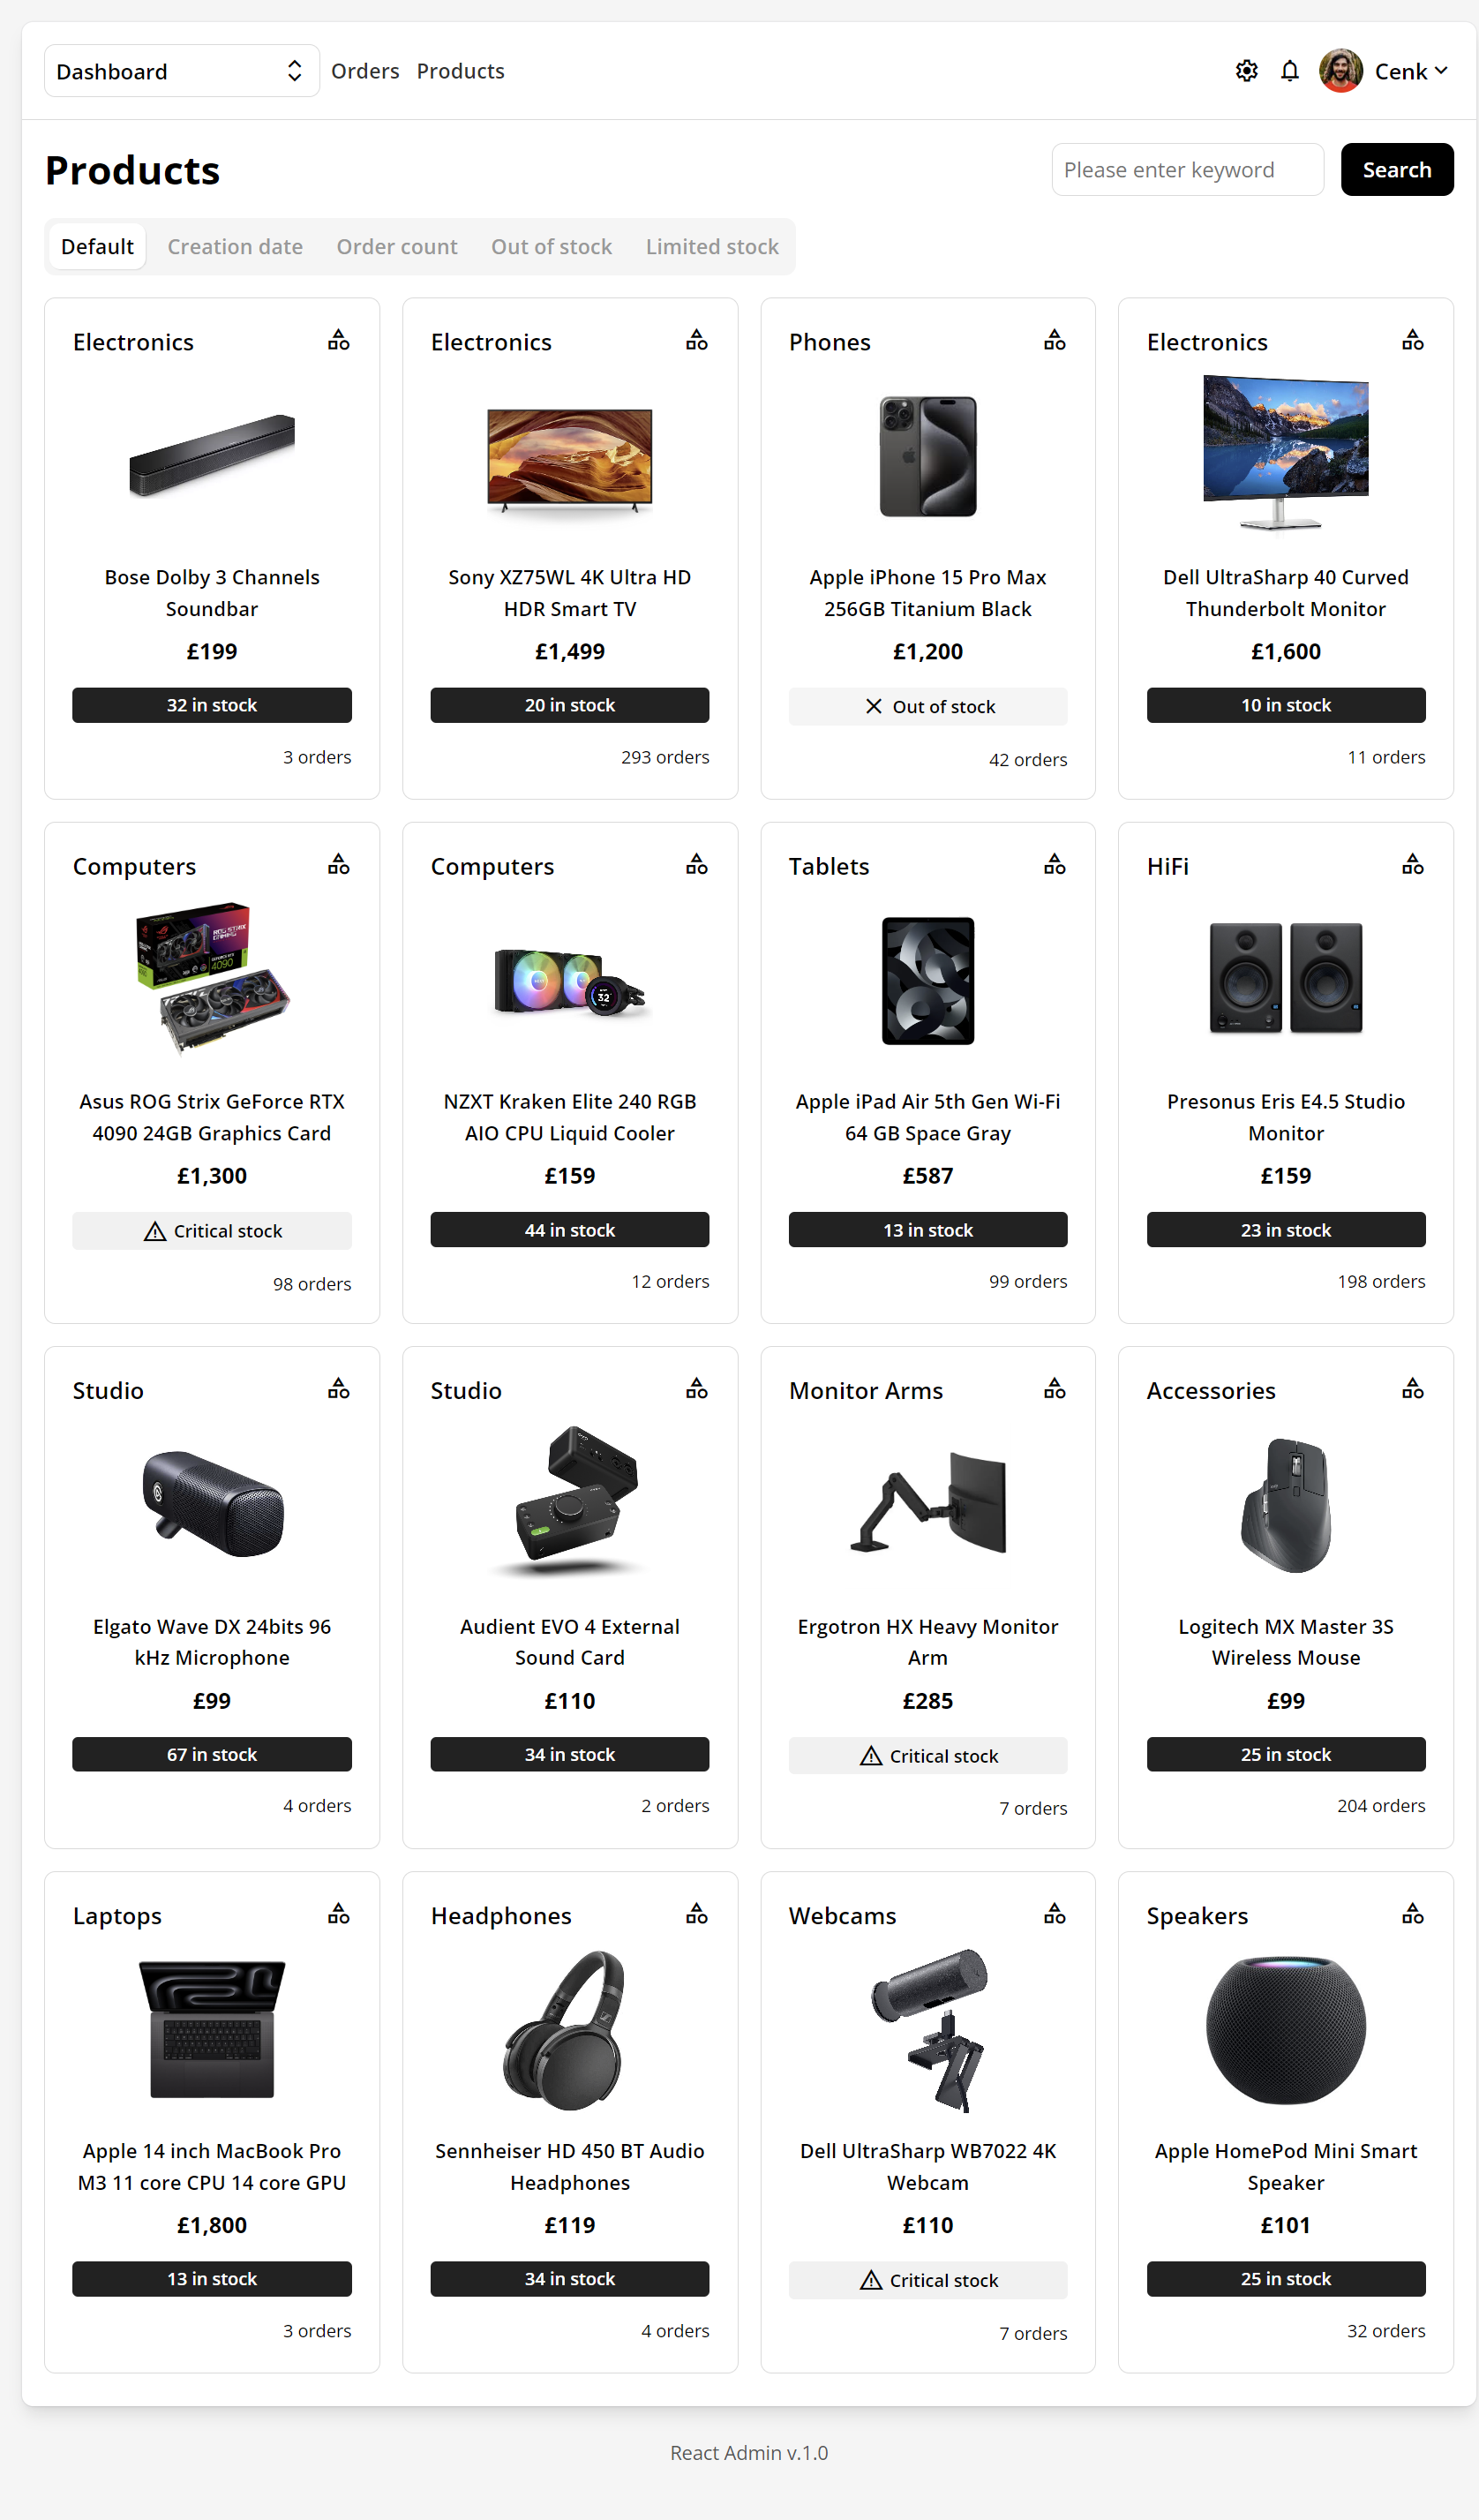 Dashboard
Orders
Products
Cenk
Products
Please enter keyword
Search
Default
Creation date
Order count
Out of stock
Limited stock
Electronics
Bose Dolby 3 Channels
Soundbar
£199
32 in stock
3 orders
Electronics
Sony XZ75WL 4K Ultra HD
HDR Smart TV
£1,499
20 in stock
293 orders
Phones
Apple iPhone 15 Pro Max
256GB Titanium Black
£1,200
Out of stock
42 orders
Electronics
Dell UltraSharp 40 Curved
Thunderbolt Monitor
£1,600
10 in stock
11 orders
Computers
ROG STRIX
GAMING
4090
Asus ROG Strix GeForce RTX
4090 24GB Graphics Card
£1,300
Critical stock
98 orders
Computers
32°
NZXT Kraken Elite 240 RGB
AIO CPU Liquid Cooler
£159
44 in stock
12 orders
Tablets
Apple iPad Air 5th Gen Wi-Fi
64 GB Space Gray
£587
13 in stock
99 orders
HiFi
Presonus Eris E4.5 Studio
Monitor
£159
23 in stock
198 orders
Studio
Elgato Wave DX 24bits 96
kHz Microphone
£99
67 in stock
4 orders
Studio
Audient EVO 4 External
Sound Card
£110
34 in stock
2 orders
Monitor Arms
Ergotron HX Heavy Monitor
Arm
£285
Critical stock
7 orders
Accessories
Logitech MX Master 3S
Wireless Mouse
£99
25 in stock
204 orders
Laptops
Apple 14 inch MacBook Pro
M3 11 core CPU 14 core GPU
£1,800
13 in stock
3 orders
Headphones
Sennheiser HD 450 BT Audio
Headphones
£119
34 in stock
4 orders
Webcams
Dell UltraSharp WB7022 4K
Webcam
£110
Critical stock
7 orders
Speakers
Apple HomePod Mini Smart
Speaker
£101
25 in stock
32 orders
React Admin v.1.0